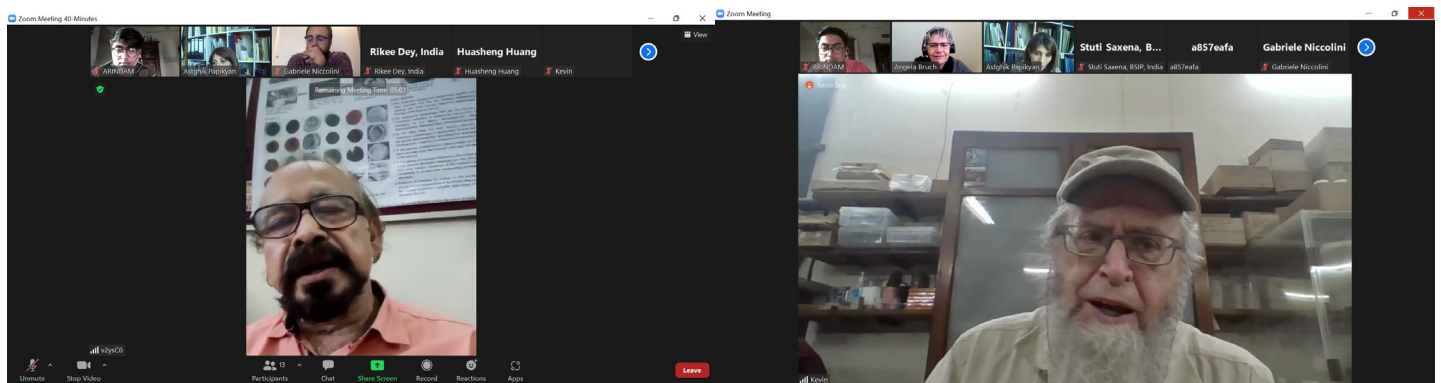 Zoom Meeting 40-Minutes
View
Rikee Dey, India
Huasheng Huang
ARINDAM
Astghik Papikyan
Gabriele Niccolini
Rikee Dey, India
Huasheng Huang
Kevin
Remaining Meeting Time: 05:03
v2ysC0
Unmute
Stop Video
13
Participants
Chat
Share Screen
Record
Reactions
Apps
Leave
Zoom Meeting
Stuti Saxena, B...
a857eafa
Gabriele Niccolini
ARINDAM
Angela Bruch
Astghik Papikyan
Stuti Saxena, BSIP, India
a857eafa
Gabriele Niccolini
Recording
Kevin